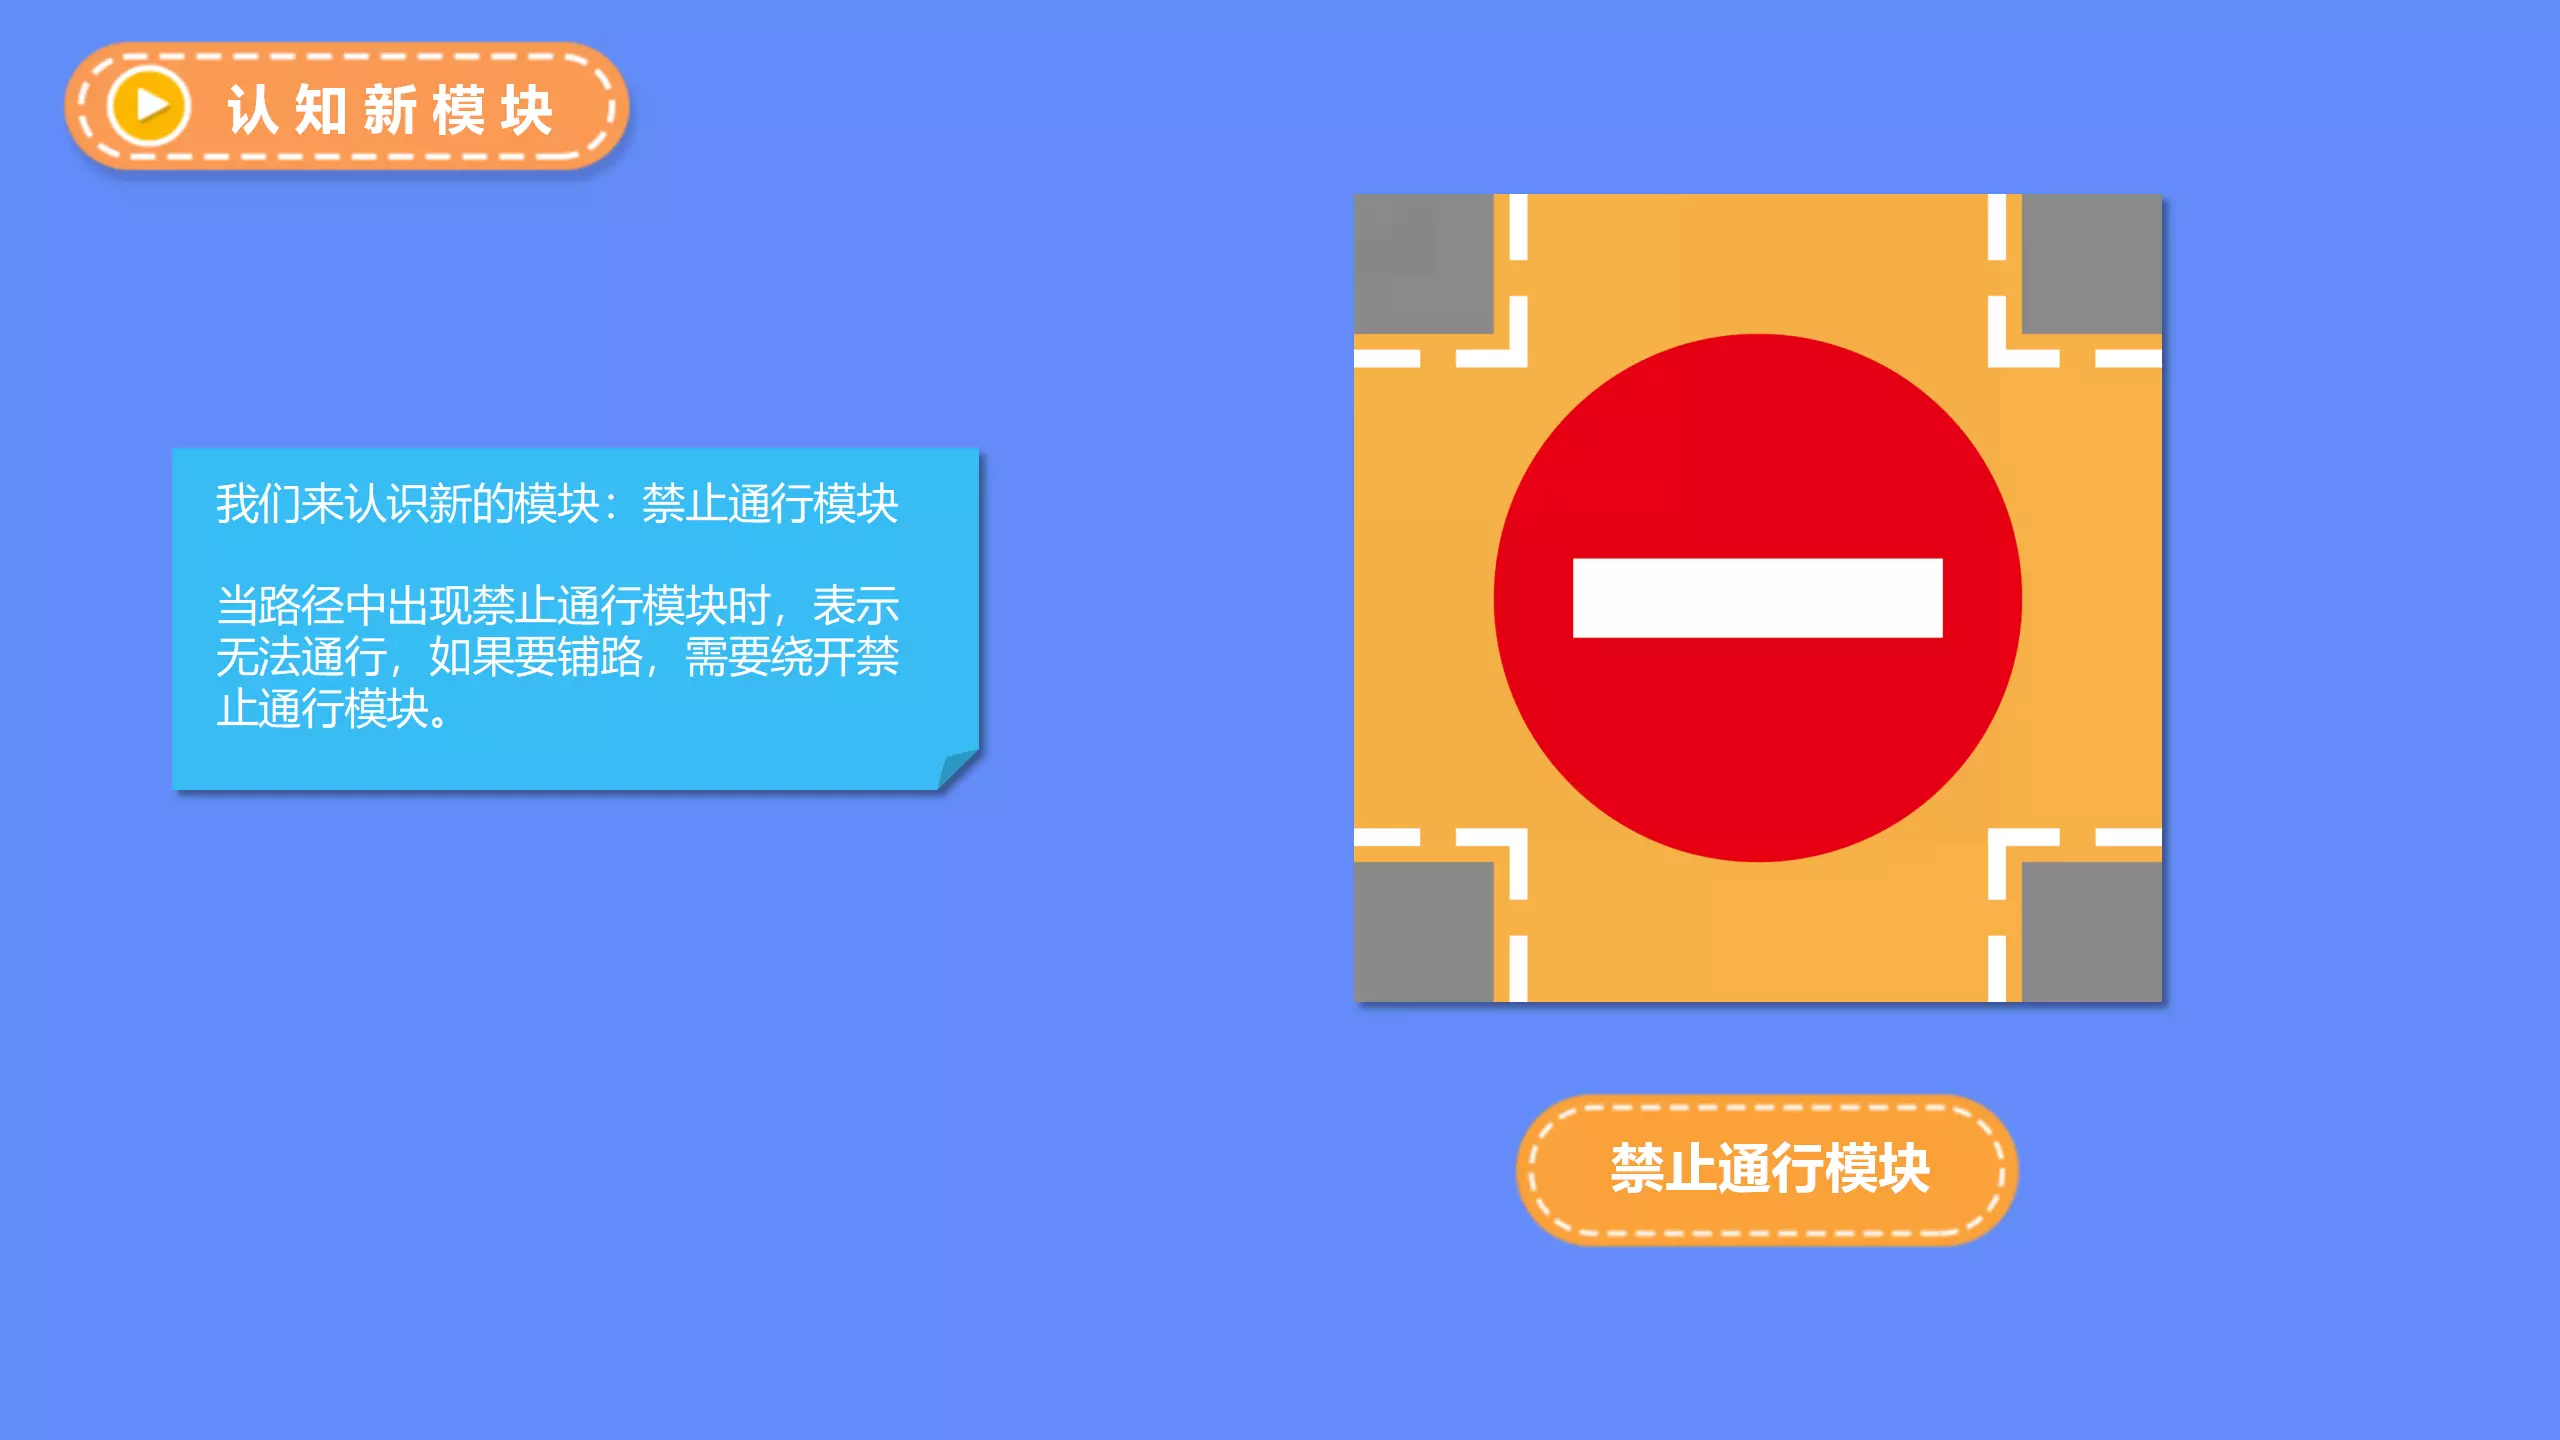 认知新模块
我们来认识新的模块：禁止通行模块
当路径中出现禁止通行模块时，表示
无法通行，如果要铺路，需要绕开禁
止通行模块。
禁止通行模块